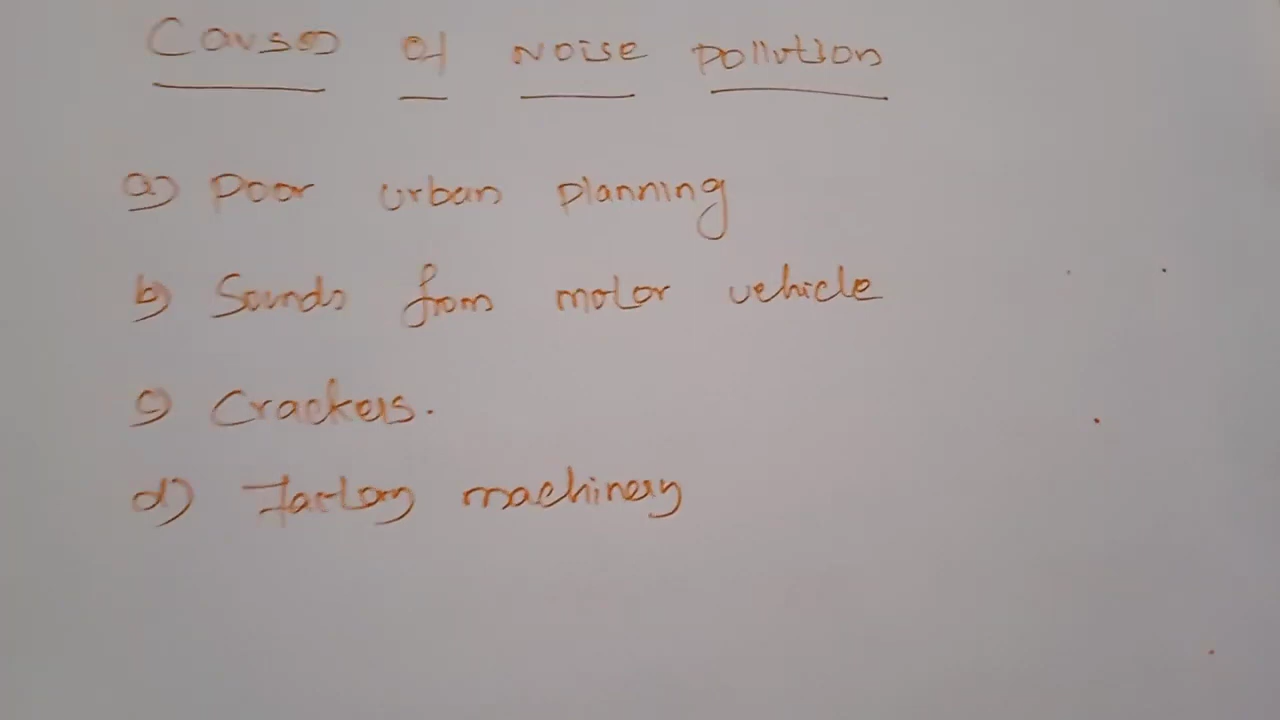 Causes of Noise Pollution
a) Poor urban planning
b) Sounds from motor vehicle
c) Crackers.
d) Factory machinery